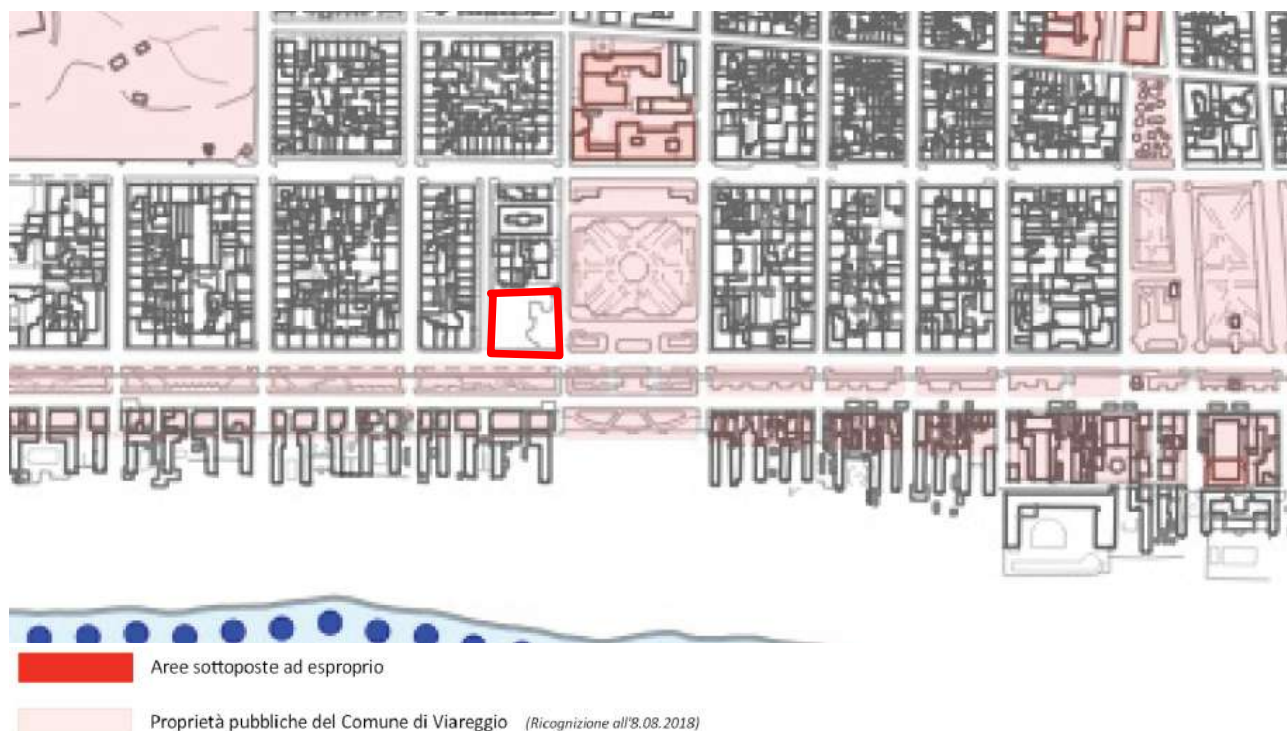 Aree sottoposte ad esproprio
Proprietà pubbliche del Comune di Viareggio (Ricognizione all'8.08.2018)